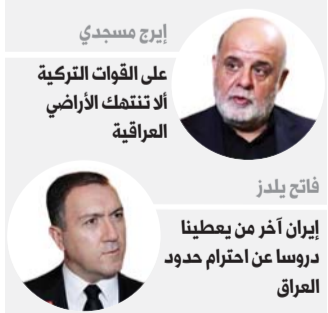 إيرج مسجدي
على القوات التركية
ألا تنتهك الأراضي
العراقية
فاتح يلدز
إيران آخر من يعطينا
دروسا عن احترام حدود
العراق